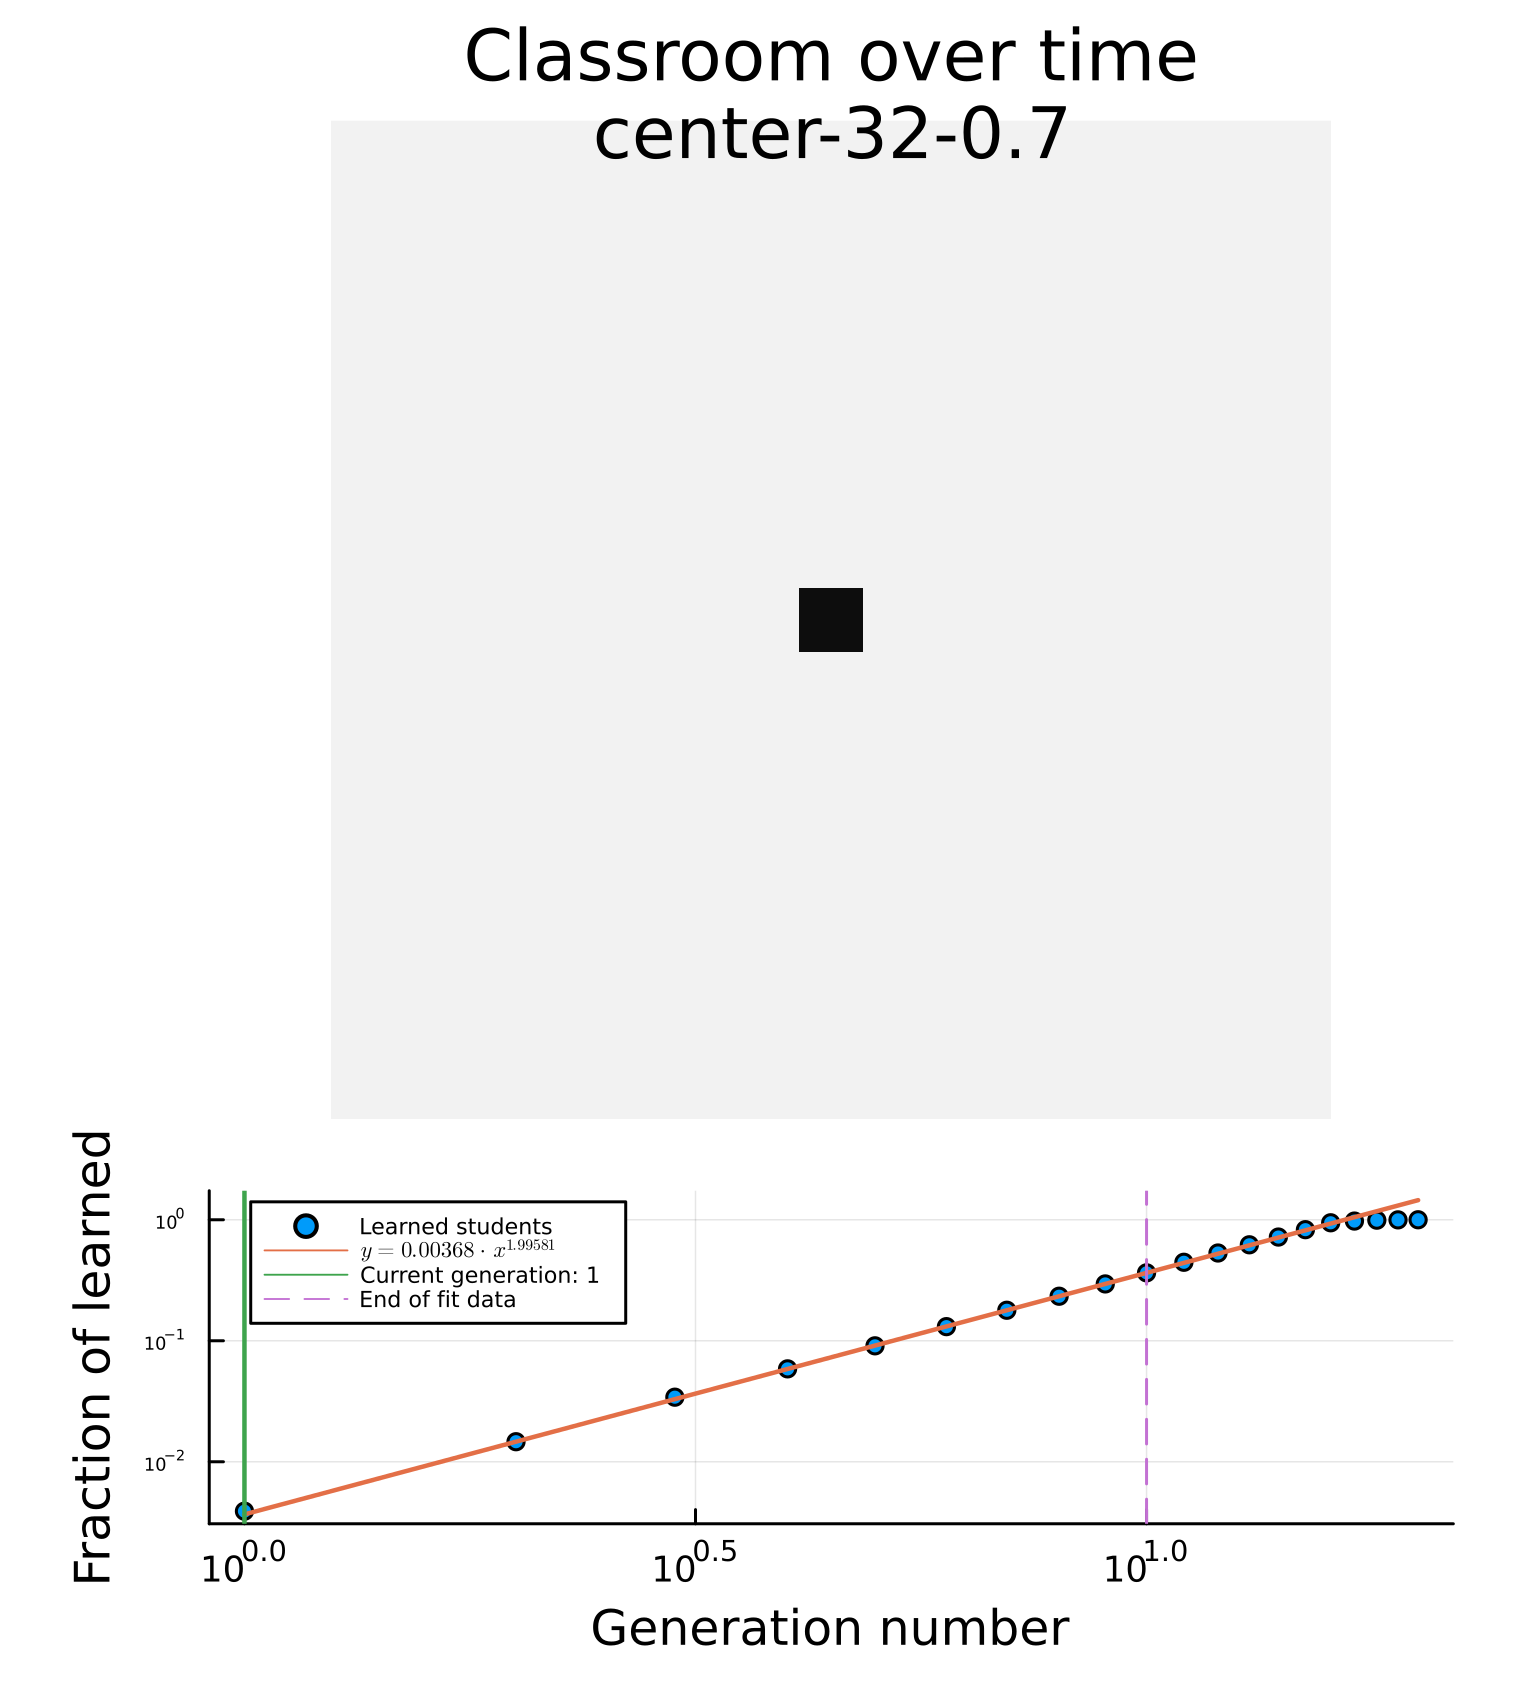 Classroom over time
center-32-0.7
Fraction of learned
10⁰
10⁻¹
10⁻²
Learned students
y = 0.00368 · x^1.99581
Current generation: 1
End of fit data
10^0.0
10^0.5
10^1.0
Generation number